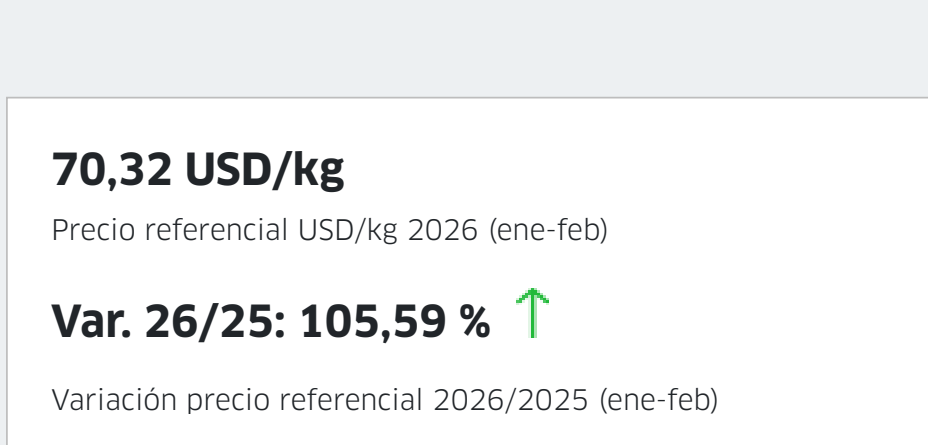 70,32 USD/kg
Precio referencial USD/kg 2026 (ene-feb)
Var. 26/25: 105,59 %
Variación precio referencial 2026/2025 (ene-feb)